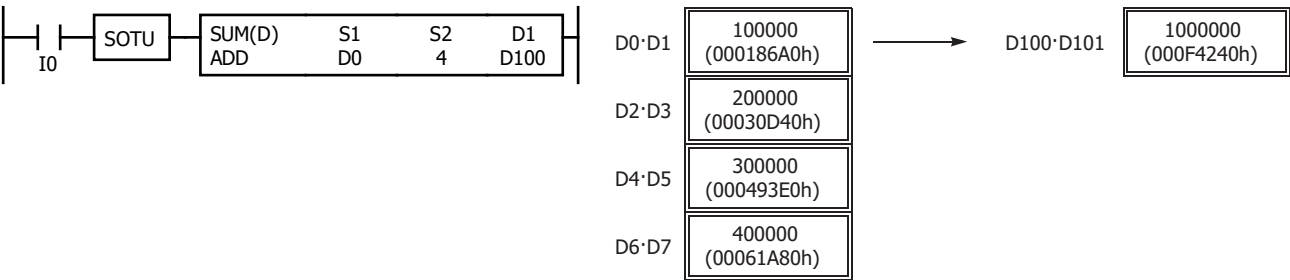 I0
SOTU
SUM(D) S1 S2 D1
ADD D0 4 D100
D0·D1
100000
(000186A0h)
D100·D101
1000000
(000F4240h)
D2·D3
200000
(00030D40h)
D4·D5
300000
(000493E0h)
D6·D7
400000
(00061A80h)